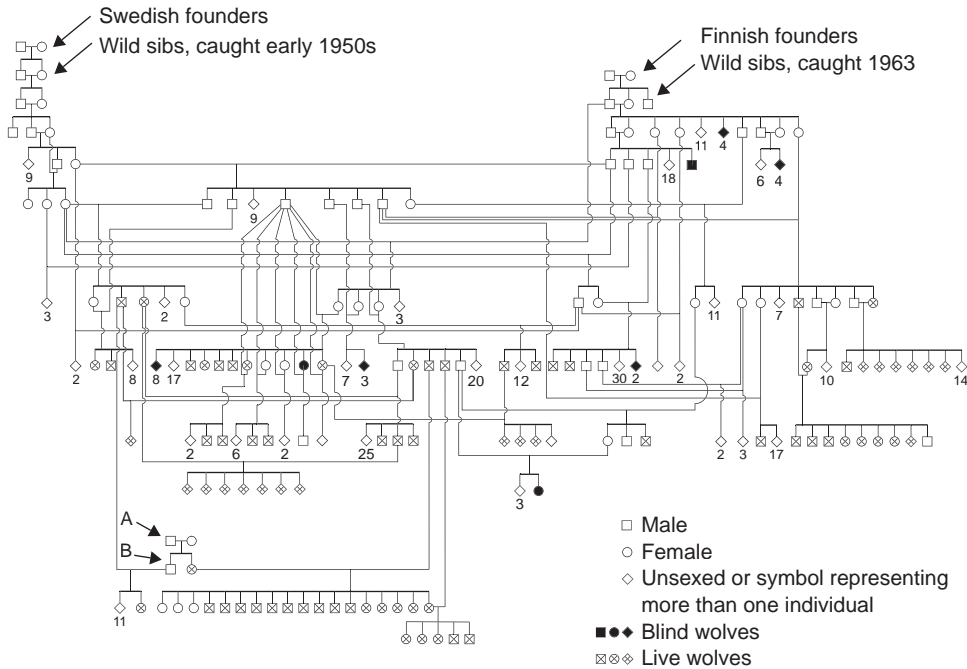 Swedish founders
Wild sibs, caught early 1950s
Finnish founders
Wild sibs, caught 1963
11 4
9 18 6 4
9
3 2 3 11 7
2 8 8 17 7 3 20 12 30 2 2 10 14
2 6 2 25 2 3 17
3
A
B
11
Male
Female
Unsexed or symbol representing
more than one individual
Blind wolves
Live wolves